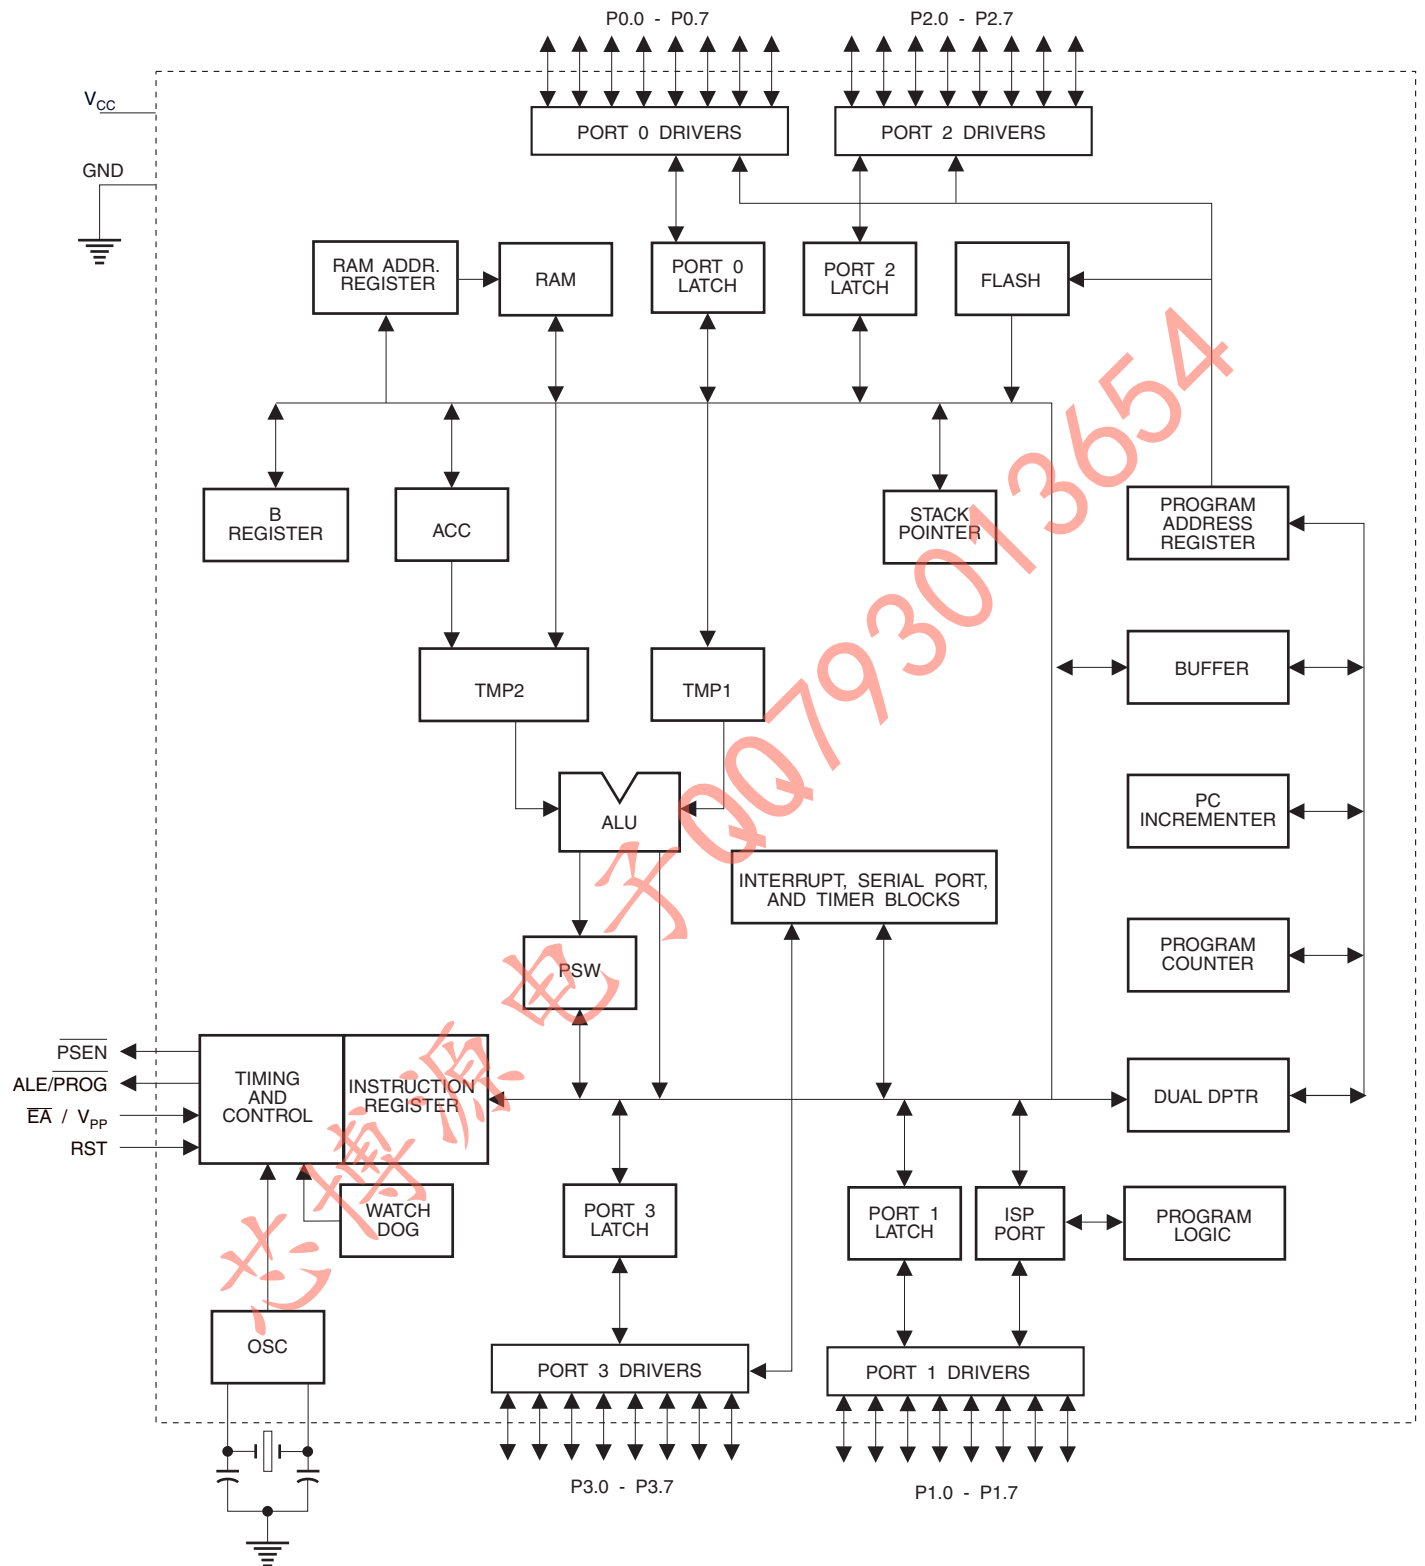 P0.0 - P0.7
P2.0 - P2.7
VCC
PORT 0 DRIVERS
PORT 2 DRIVERS
GND
RAM ADDR.
REGISTER
RAM
PORT 0
LATCH
PORT 2
LATCH
FLASH
B
REGISTER
ACC
STACK
POINTER
PROGRAM
ADDRESS
REGISTER
TMP2
TMP1
BUFFER
ALU
PC
INCREMENTER
INTERRUPT, SERIAL PORT,
AND TIMER BLOCKS
PSW
PROGRAM
COUNTER
PSEN
ALE/PROG
EA / VPP
RST
TIMING
AND
CONTROL
INSTRUCTION
REGISTER
DUAL DPTR
WATCH
DOG
PORT 3
LATCH
PORT 1
LATCH
ISP
PORT
PROGRAM
LOGIC
OSC
PORT 3 DRIVERS
PORT 1 DRIVERS
P3.0 - P3.7
P1.0 - P1.7
芯博源电子QQ793013654